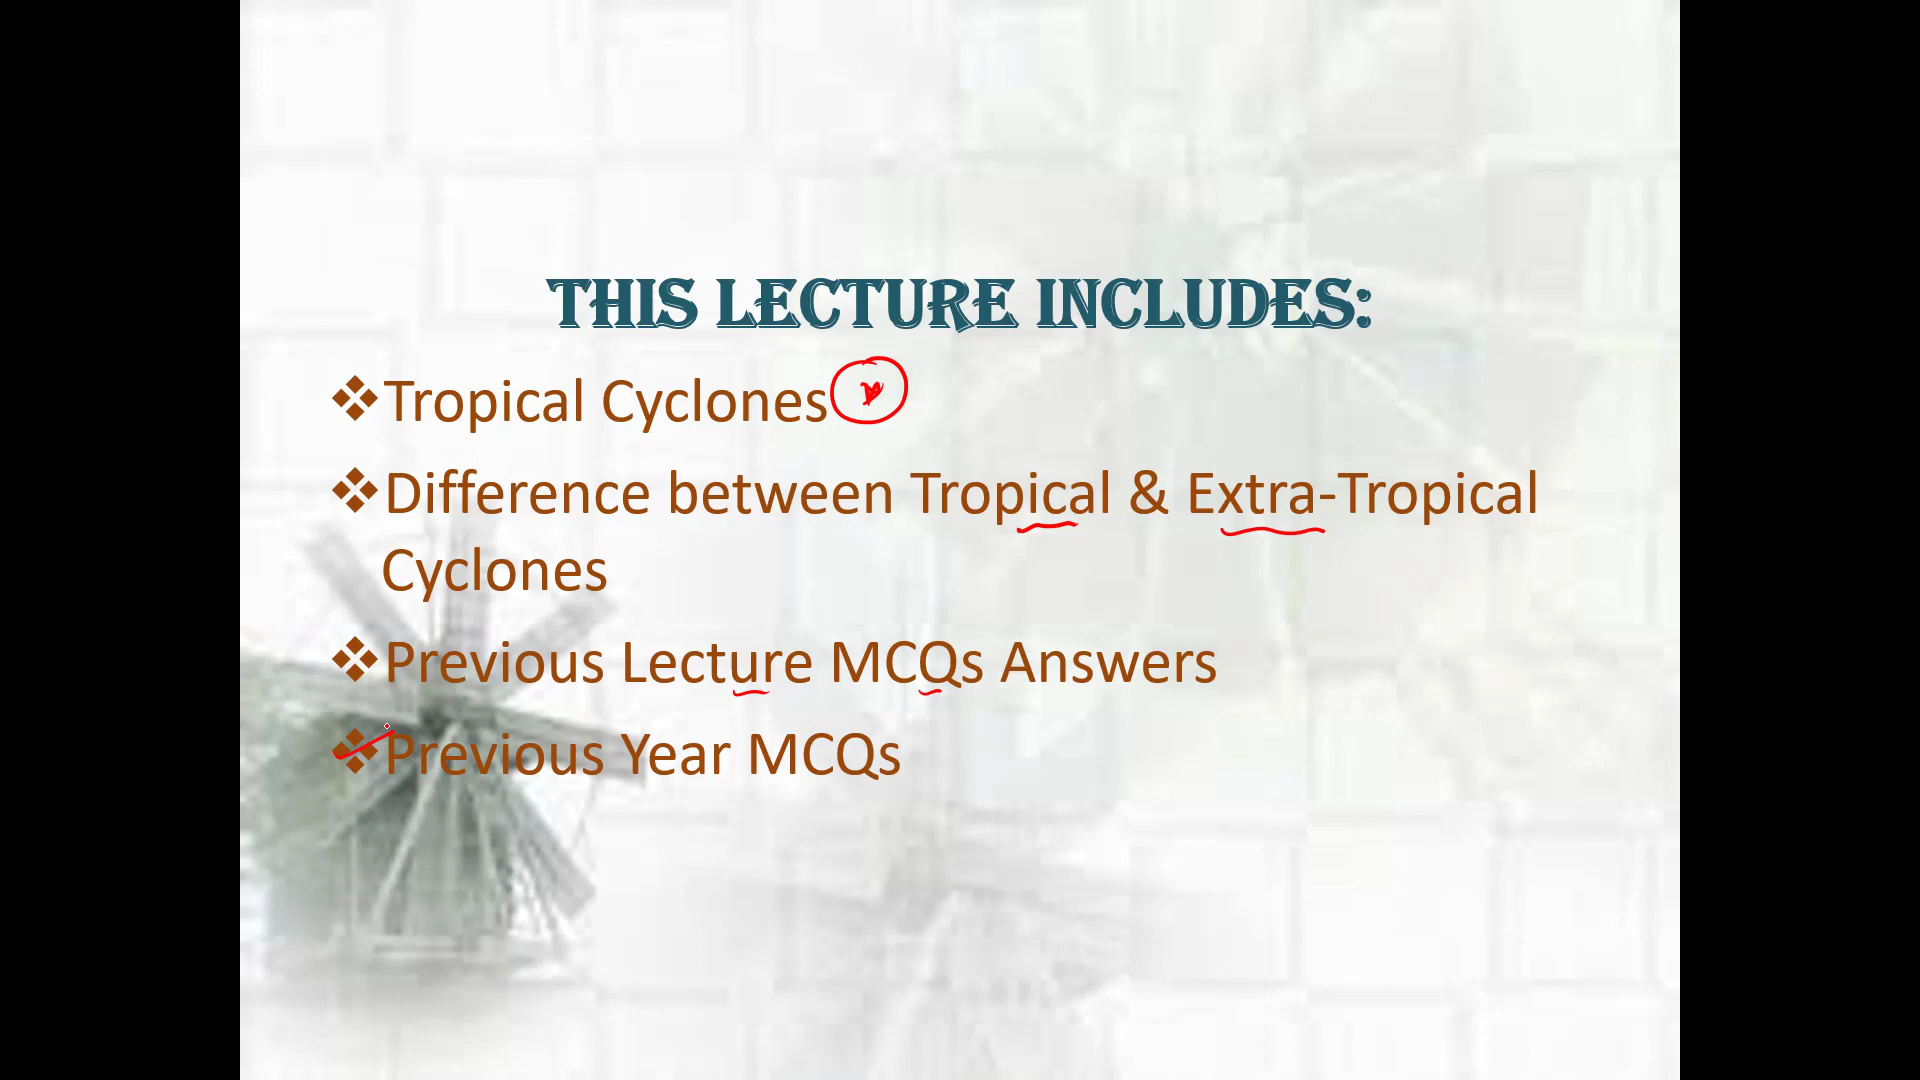 THIS LECTURE INCLUDES:
❖Tropical Cyclones
❖Difference between Tropical & Extra-Tropical
Cyclones
❖Previous Lecture MCQs Answers
❖Previous Year MCQs